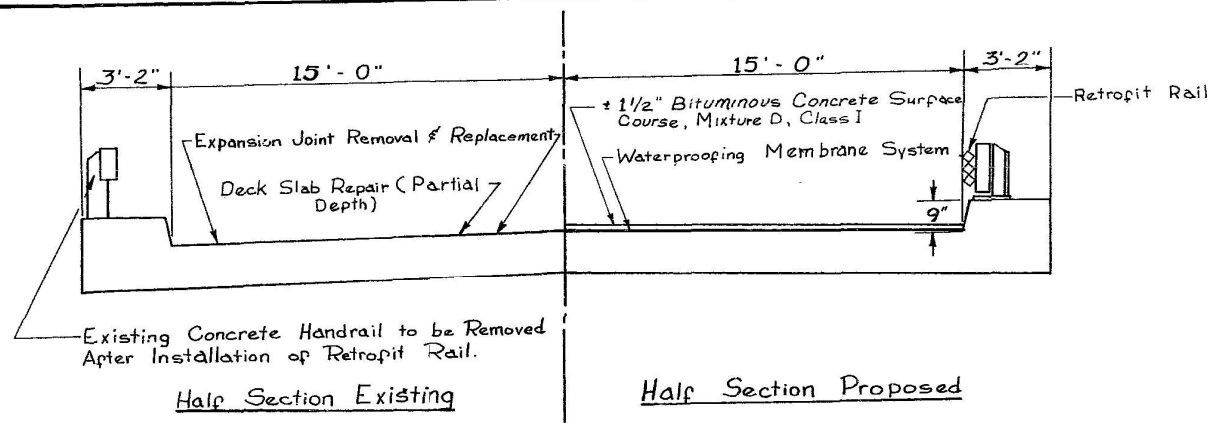 3'-2" 15'-0" 15'-0" 3'-2"
± 1 1/2" Bituminous Concrete Surface
Course, Mixture D, Class I
Retrofit Rail
Expansion Joint Removal & Replacement
Waterproofing Membrane System
Deck Slab Repair (Partial
Depth)
9"
Existing Concrete Handrail to be Removed
After Installation of Retrofit Rail.
Half Section Existing
Half Section Proposed